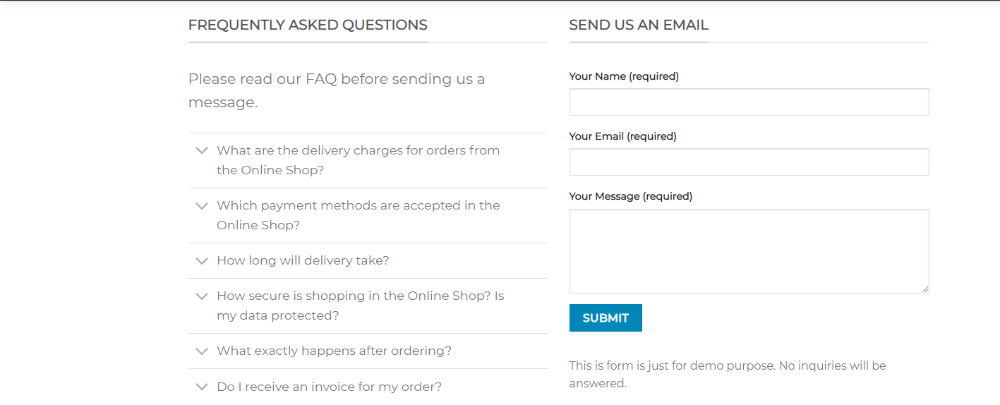 FREQUENTLY ASKED QUESTIONS
Please read our FAQ before sending us a
message.
What are the delivery charges for orders from
the Online Shop?
Which payment methods are accepted in the
Online Shop?
How long will delivery take?
How secure is shopping in the Online Shop? Is
my data protected?
What exactly happens after ordering?
Do I receive an invoice for my order?
SEND US AN EMAIL
Your Name (required)
Your Email (required)
Your Message (required)
SUBMIT
This is form is just for demo purpose. No inquiries will be
answered.